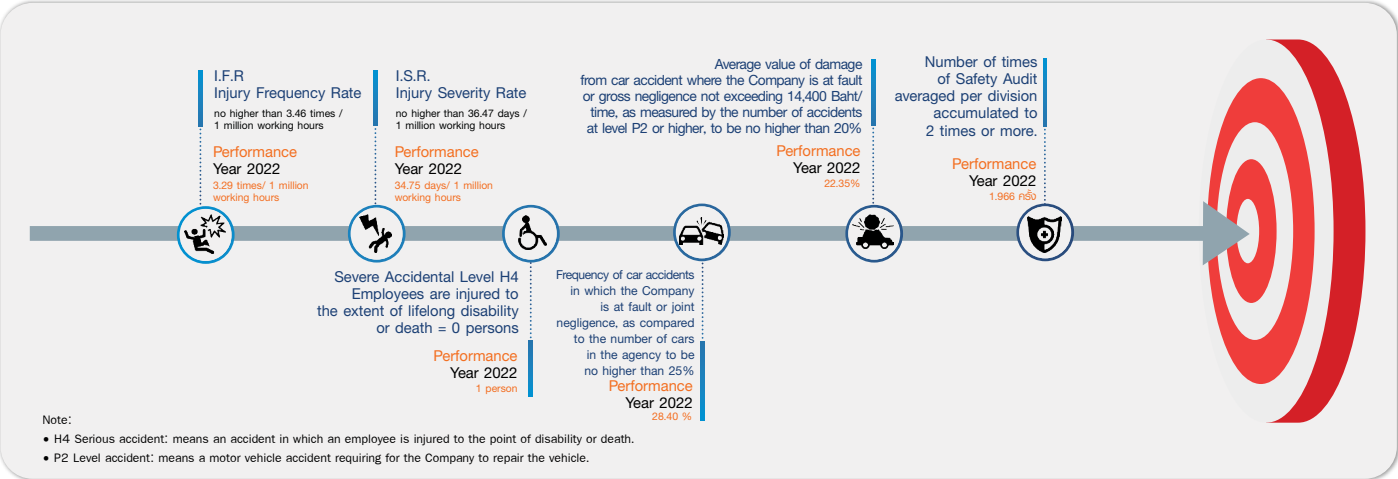 I.F.R
Injury Frequency Rate
no higher than 3.46 times /
1 million working hours
Performance
Year 2022
3.29 times/ 1 million
working hours
I.S.R.
Injury Severity Rate
no higher than 36.47 days /
1 million working hours
Performance
Year 2022
34.75 days/ 1 million
working hours
Severe Accidental Level H4
Employees are injured to
the extent of lifelong disability
or death = 0 persons
Performance
Year 2022
1 person
Frequency of car accidents
in which the Company
is at fault or joint
negligence, as compared
to the number of cars
in the agency to be
no higher than 25%
Performance
Year 2022
28.40 %
Average value of damage
from car accident where the Company is at fault
or gross negligence not exceeding 14,400 Baht/
time, as measured by the number of accidents
at level P2 or higher, to be no higher than 20%
Performance
Year 2022
22.35%
Number of times
of Safety Audit
averaged per division
accumulated to
2 times or more.
Performance
Year 2022
1.966 ครั้ง
Note:
• H4 Serious accident: means an accident in which an employee is injured to the point of disability or death.
• P2 Level accident: means a motor vehicle accident requiring for the Company to repair the vehicle.